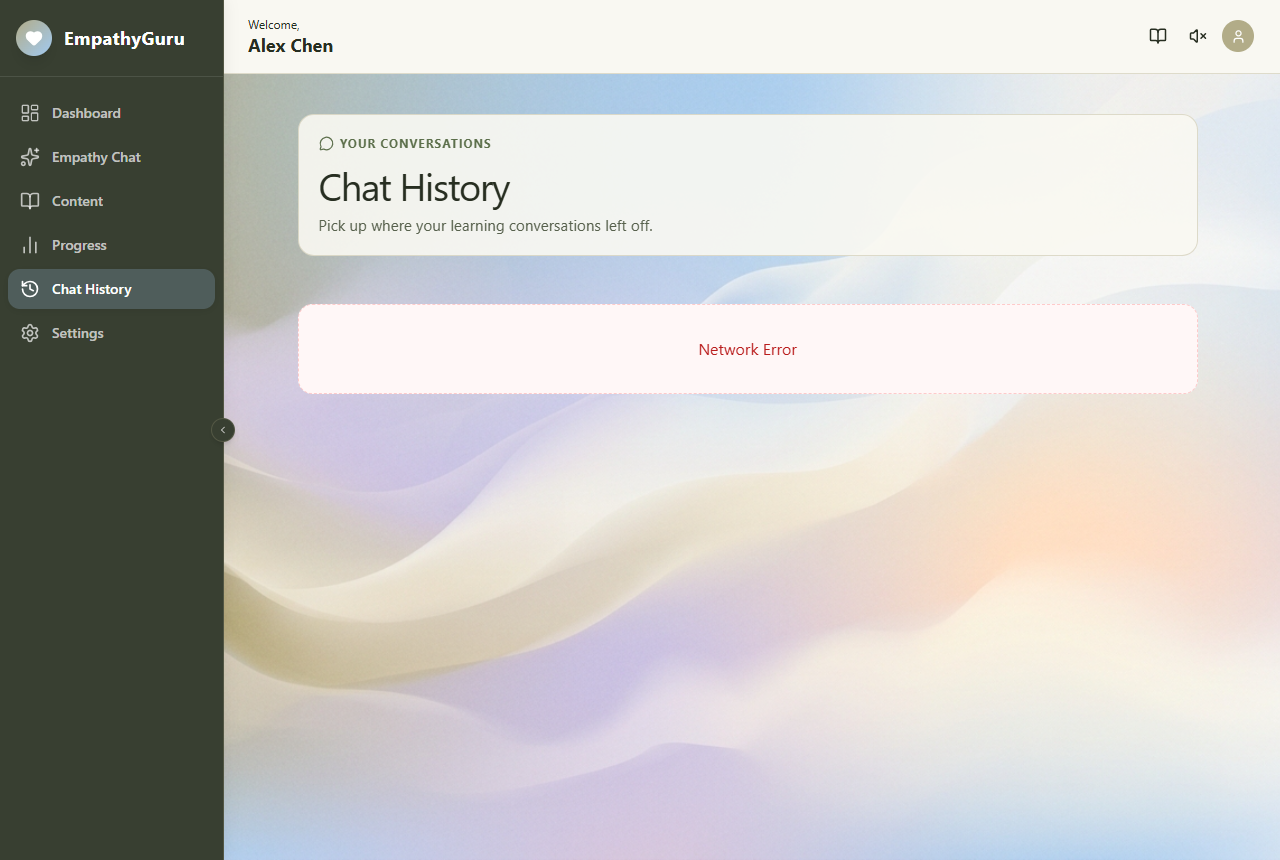 EmpathyGuru
Dashboard
Empathy Chat
Content
Progress
Chat History
Settings
Welcome,
Alex Chen
YOUR CONVERSATIONS
Chat History
Pick up where your learning conversations left off.
Network Error